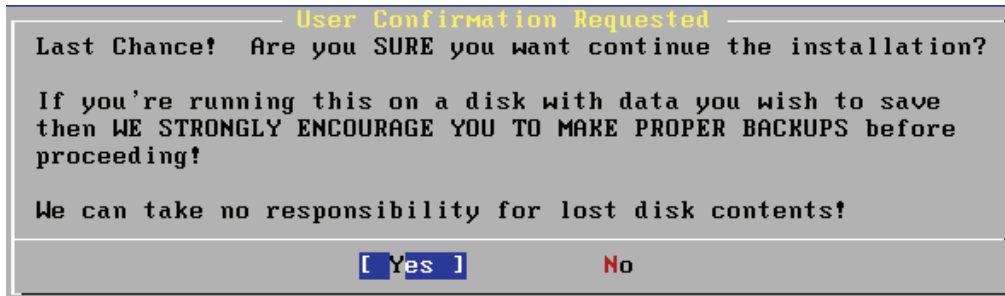 User Confirmation Requested
Last Chance!  Are you SURE you want continue the installation?
If you're running this on a disk with data you wish to save
then WE STRONGLY ENCOURAGE YOU TO MAKE PROPER BACKUPS before
proceeding!
We can take no responsibility for lost disk contents!
[ Yes ]    No